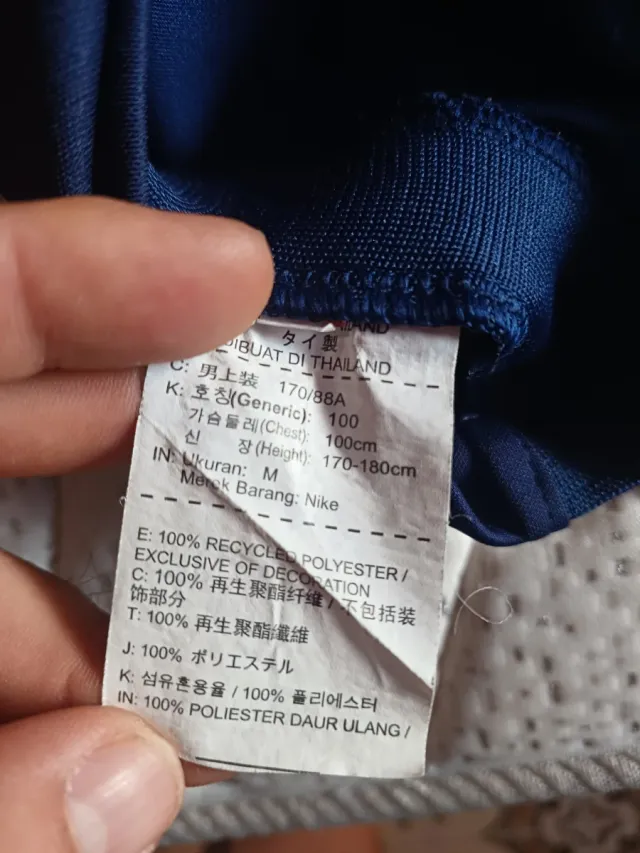 タイ製
DIBUAT DI THAILAND
C: 男上装 170/88A
K: 호칭(Generic): 100
가슴둘레(Chest): 100cm
신 장(Height): 170-180cm
IN: Ukuran: M
Merek Barang: Nike
E: 100% RECYCLED POLYESTER /
EXCLUSIVE OF DECORATION
C: 100% 再生聚酯纤维 / 不包括装
饰部分
T: 100% 再生聚酯纖維
J: 100% ポリエステル
K: 섬유혼용율 / 100% 폴리에스터
IN: 100% POLIESTER DAUR ULANG /